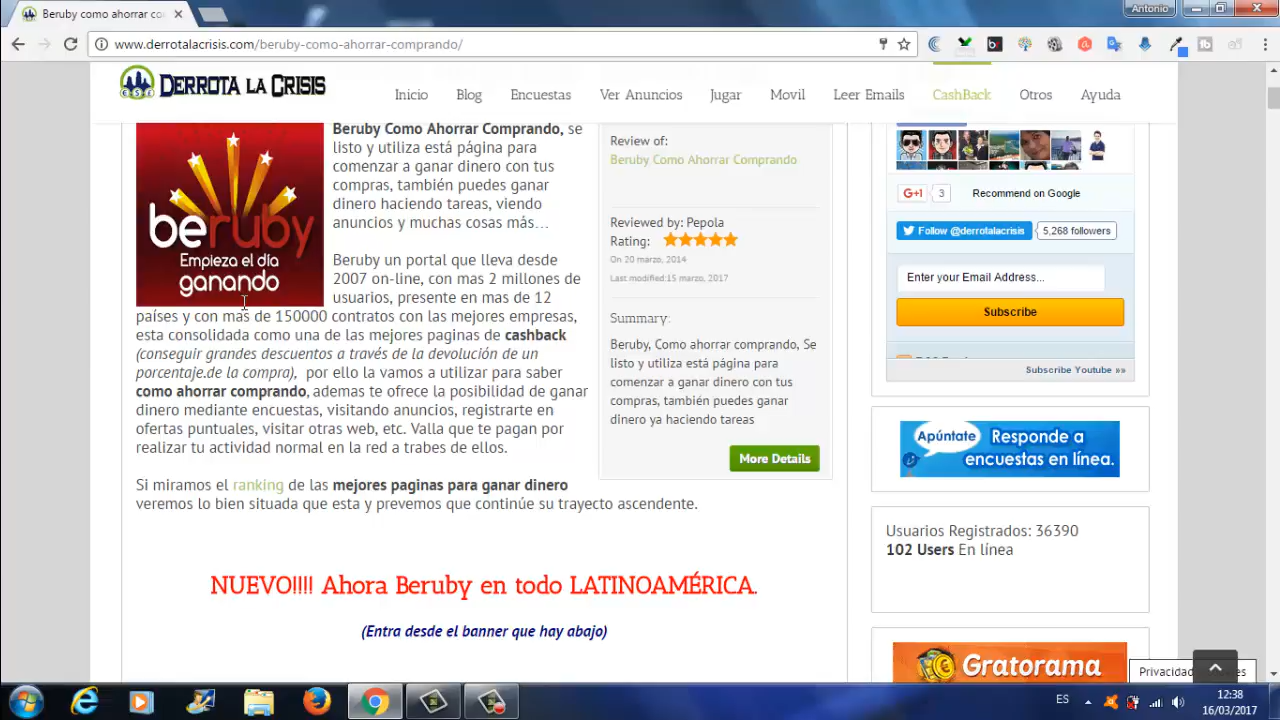 Beruby como ahorrar co
Antonio
www.derrotalacrisis.com/beruby-como-ahorrar-comprando/
DERROTA LA CRISIS
Inicio Blog Encuestas Ver Anuncios Jugar Movil Leer Emails CashBack Otros Ayuda
beruby
Empieza el día
ganando
Beruby Como Ahorrar Comprando, se
listo y utiliza está página para
comenzar a ganar dinero con tus
compras, también puedes ganar
dinero haciendo tareas, viendo
anuncios y muchas cosas más…
Beruby un portal que lleva desde
2007 on-line, con mas 2 millones de
usuarios, presente en mas de 12
países y con mas de 150000 contratos con las mejores empresas,
esta consolidada como una de las mejores paginas de cashback
(conseguir grandes descuentos a través de la devolución de un
porcentaje.de la compra), por ello la vamos a utilizar para saber
como ahorrar comprando, ademas te ofrece la posibilidad de ganar
dinero mediante encuestas, visitando anuncios, registrarte en
ofertas puntuales, visitar otras web, etc. Valla que te pagan por
realizar tu actividad normal en la red a trabes de ellos.
Si miramos el ranking de las mejores paginas para ganar dinero
veremos lo bien situada que esta y prevemos que continúe su trayecto ascendente.
NUEVO!!!! Ahora Beruby en todo LATINOAMÉRICA.
(Entra desde el banner que hay abajo)
Review of:
Beruby Como Ahorrar Comprando
Reviewed by: Pepola
Rating:
On 20 marzo, 2014
Last modified:15 marzo, 2017
Summary:
Beruby, Como ahorrar comprando, Se
listo y utiliza está página para
comenzar a ganar dinero con tus
compras, también puedes ganar
dinero ya haciendo tareas
More Details
G+1 3 Recommend on Google
Follow @derrotalacrisis 5,268 followers
Enter your Email Address...
Subscribe
Subscribe Youtube »»
Apúntate Responde a
encuestas en línea.
Usuarios Registrados: 36390
102 Users En línea
Gratorama
Privacidad
ES
12:38
16/03/2017